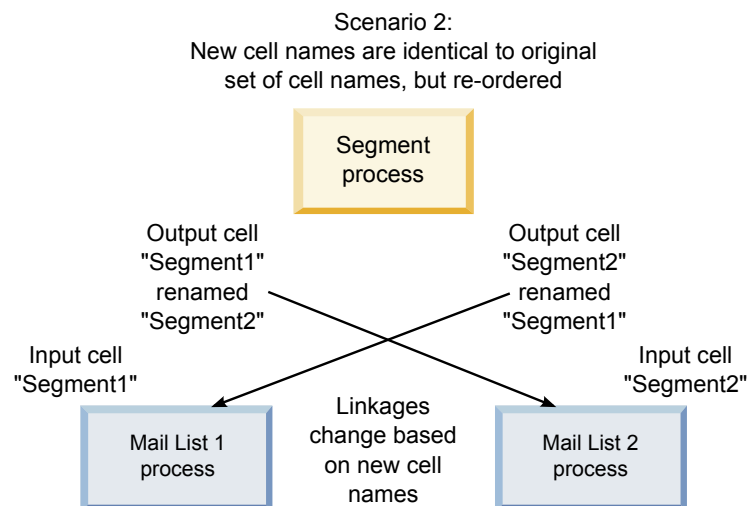 Scenario 2:
New cell names are identical to original
set of cell names, but re-ordered
Segment
process
Output cell
"Segment1"
renamed
"Segment2"
Output cell
"Segment2"
renamed
"Segment1"
Input cell
"Segment1"
Input cell
"Segment2"
Mail List 1
process
Linkages
change based
on new cell
names
Mail List 2
process